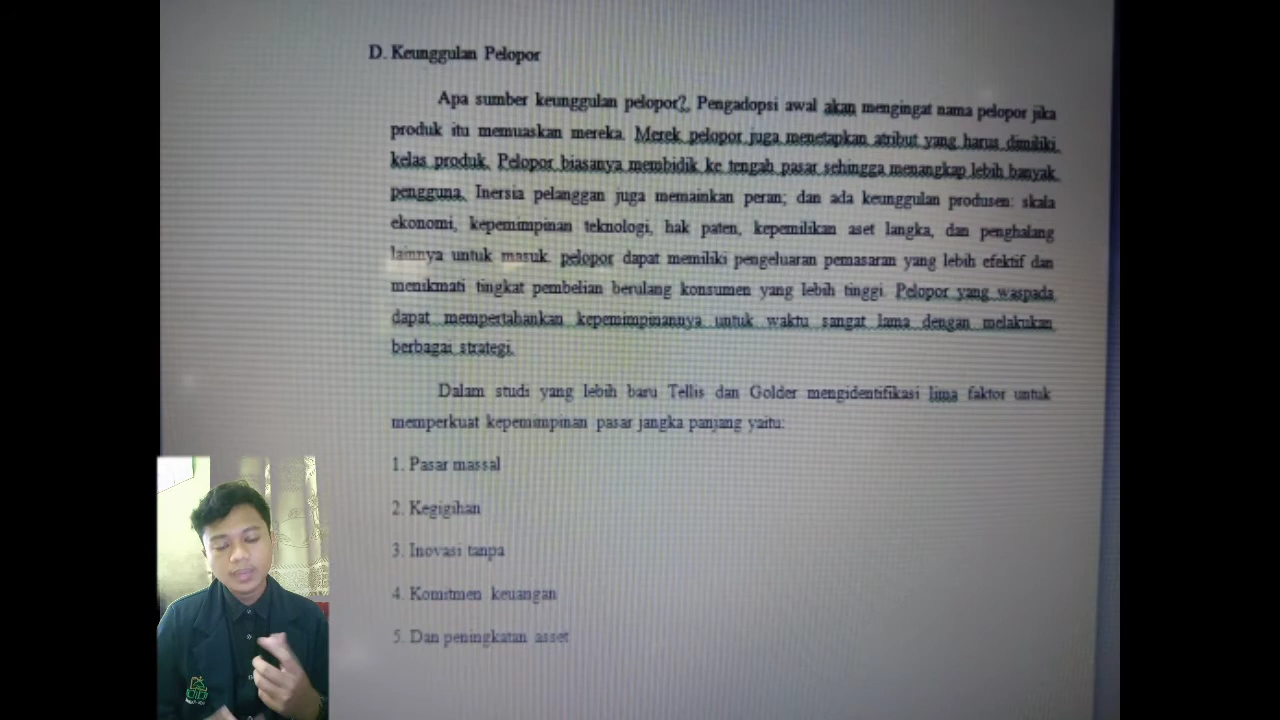 D. Keunggulan Pelopor
Apa sumber keunggulan pelopor?. Pengadopsi awal akan mengingat nama pelopor jika
produk itu memuaskan mereka. Merek pelopor juga menetapkan atribut yang harus dimiliki
kelas produk. Pelopor biasanya membidik ke tengah pasar sehingga menangkap lebih banyak
pengguna. Inersia pelanggan juga memainkan peran; dan ada keunggulan produsen: skala
ekonomi, kepemimpinan teknologi, hak paten, kepemilikan aset langka, dan penghalang
lainnya untuk masuk. pelopor dapat memiliki pengeluaran pemasaran yang lebih efektif dan
menikmati tingkat pembelian berulang konsumen yang lebih tinggi. Pelopor yang waspada
dapat mempertahankan kepemimpinannya untuk waktu sangat lama dengan melakukan
berbagai strategi.
Dalam studi yang lebih baru Tellis dan Golder mengidentifikasi lima faktor untuk
memperkuat kepemimpinan pasar jangka panjang yaitu:
1. Pasar massal
2. Kegigihan
3. Inovasi tanpa
4. Komitmen keuangan
5. Dan peningkatan asset